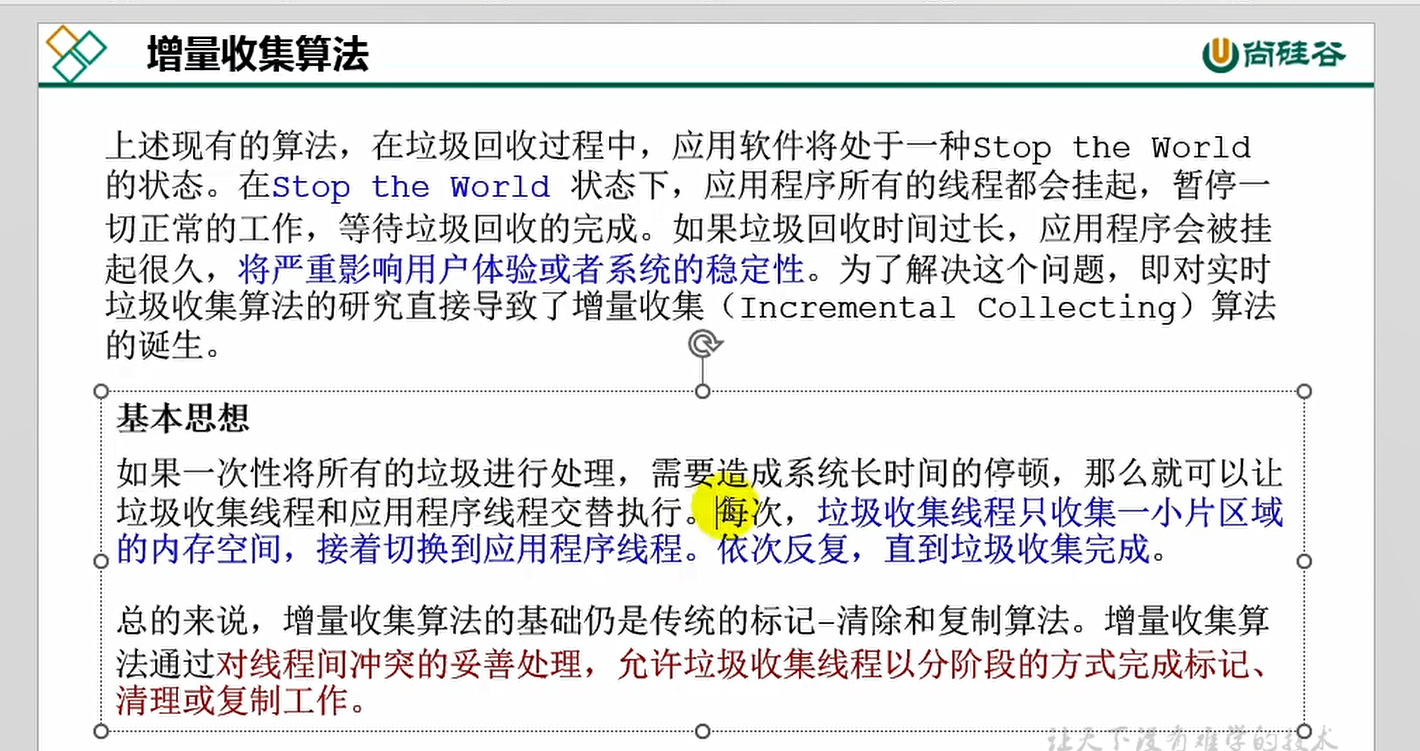 增量收集算法
尚硅谷
上述现有的算法，在垃圾回收过程中，应用软件将处于一种Stop the World
的状态。在Stop the World 状态下，应用程序所有的线程都会挂起，暂停一
切正常的工作，等待垃圾回收的完成。如果垃圾回收时间过长，应用程序会被挂
起很久，将严重影响用户体验或者系统的稳定性。为了解决这个问题，即对实时
垃圾收集算法的研究直接导致了增量收集（Incremental Collecting）算法
的诞生。
基本思想
如果一次性将所有的垃圾进行处理，需要造成系统长时间的停顿，那么就可以让
垃圾收集线程和应用程序线程交替执行。每次，垃圾收集线程只收集一小片区域
的内存空间，接着切换到应用程序线程。依次反复，直到垃圾收集完成。
总的来说，增量收集算法的基础仍是传统的标记-清除和复制算法。增量收集算
法通过对线程间冲突的妥善处理，允许垃圾收集线程以分阶段的方式完成标记、
清理或复制工作。
让天下没有难学的技术